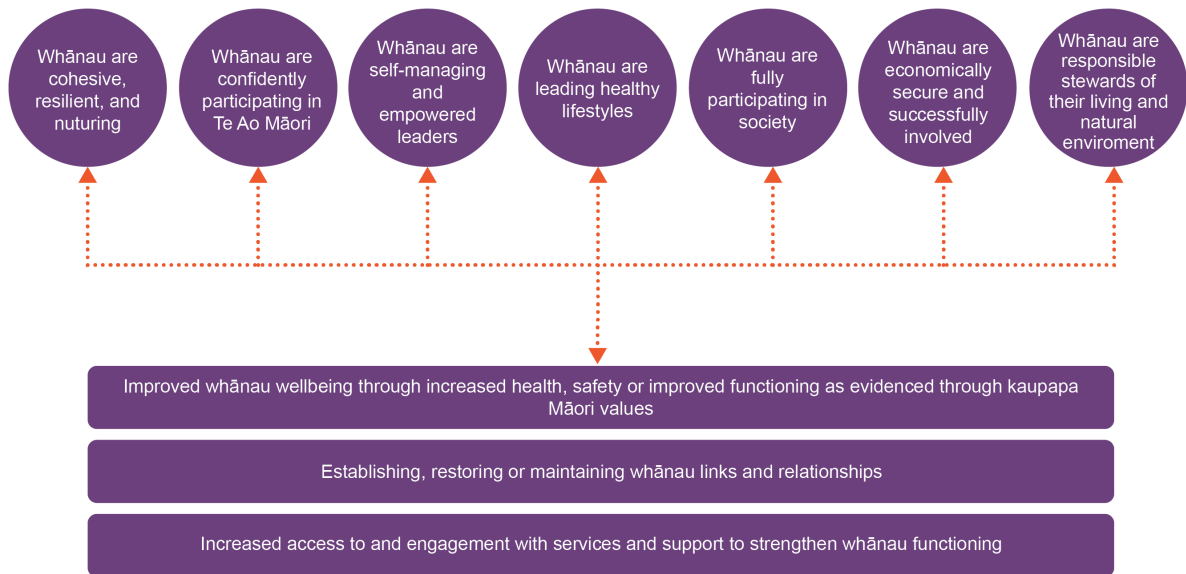 Whānau are
cohesive,
resilient, and
nuturing
Whānau are
confidently
participating in
Te Ao Māori
Whānau are
self-managing
and
empowered
leaders
Whānau are
leading healthy
lifestyles
Whānau are
fully
participating in
society
Whānau are
economically
secure and
successfully
involved
Whānau are
responsible
stewards of
their living and
natural
enviroment
Improved whānau wellbeing through increased health, safety or improved functioning as evidenced through kaupapa
Māori values
Establishing, restoring or maintaining whānau links and relationships
Increased access to and engagement with services and support to strengthen whānau functioning